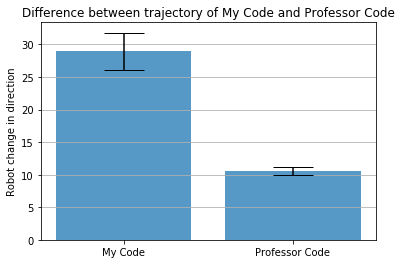 Difference between trajectory of My Code and Professor Code
Robot change in direction
30
25
20
15
10
5
0
My Code
Professor Code